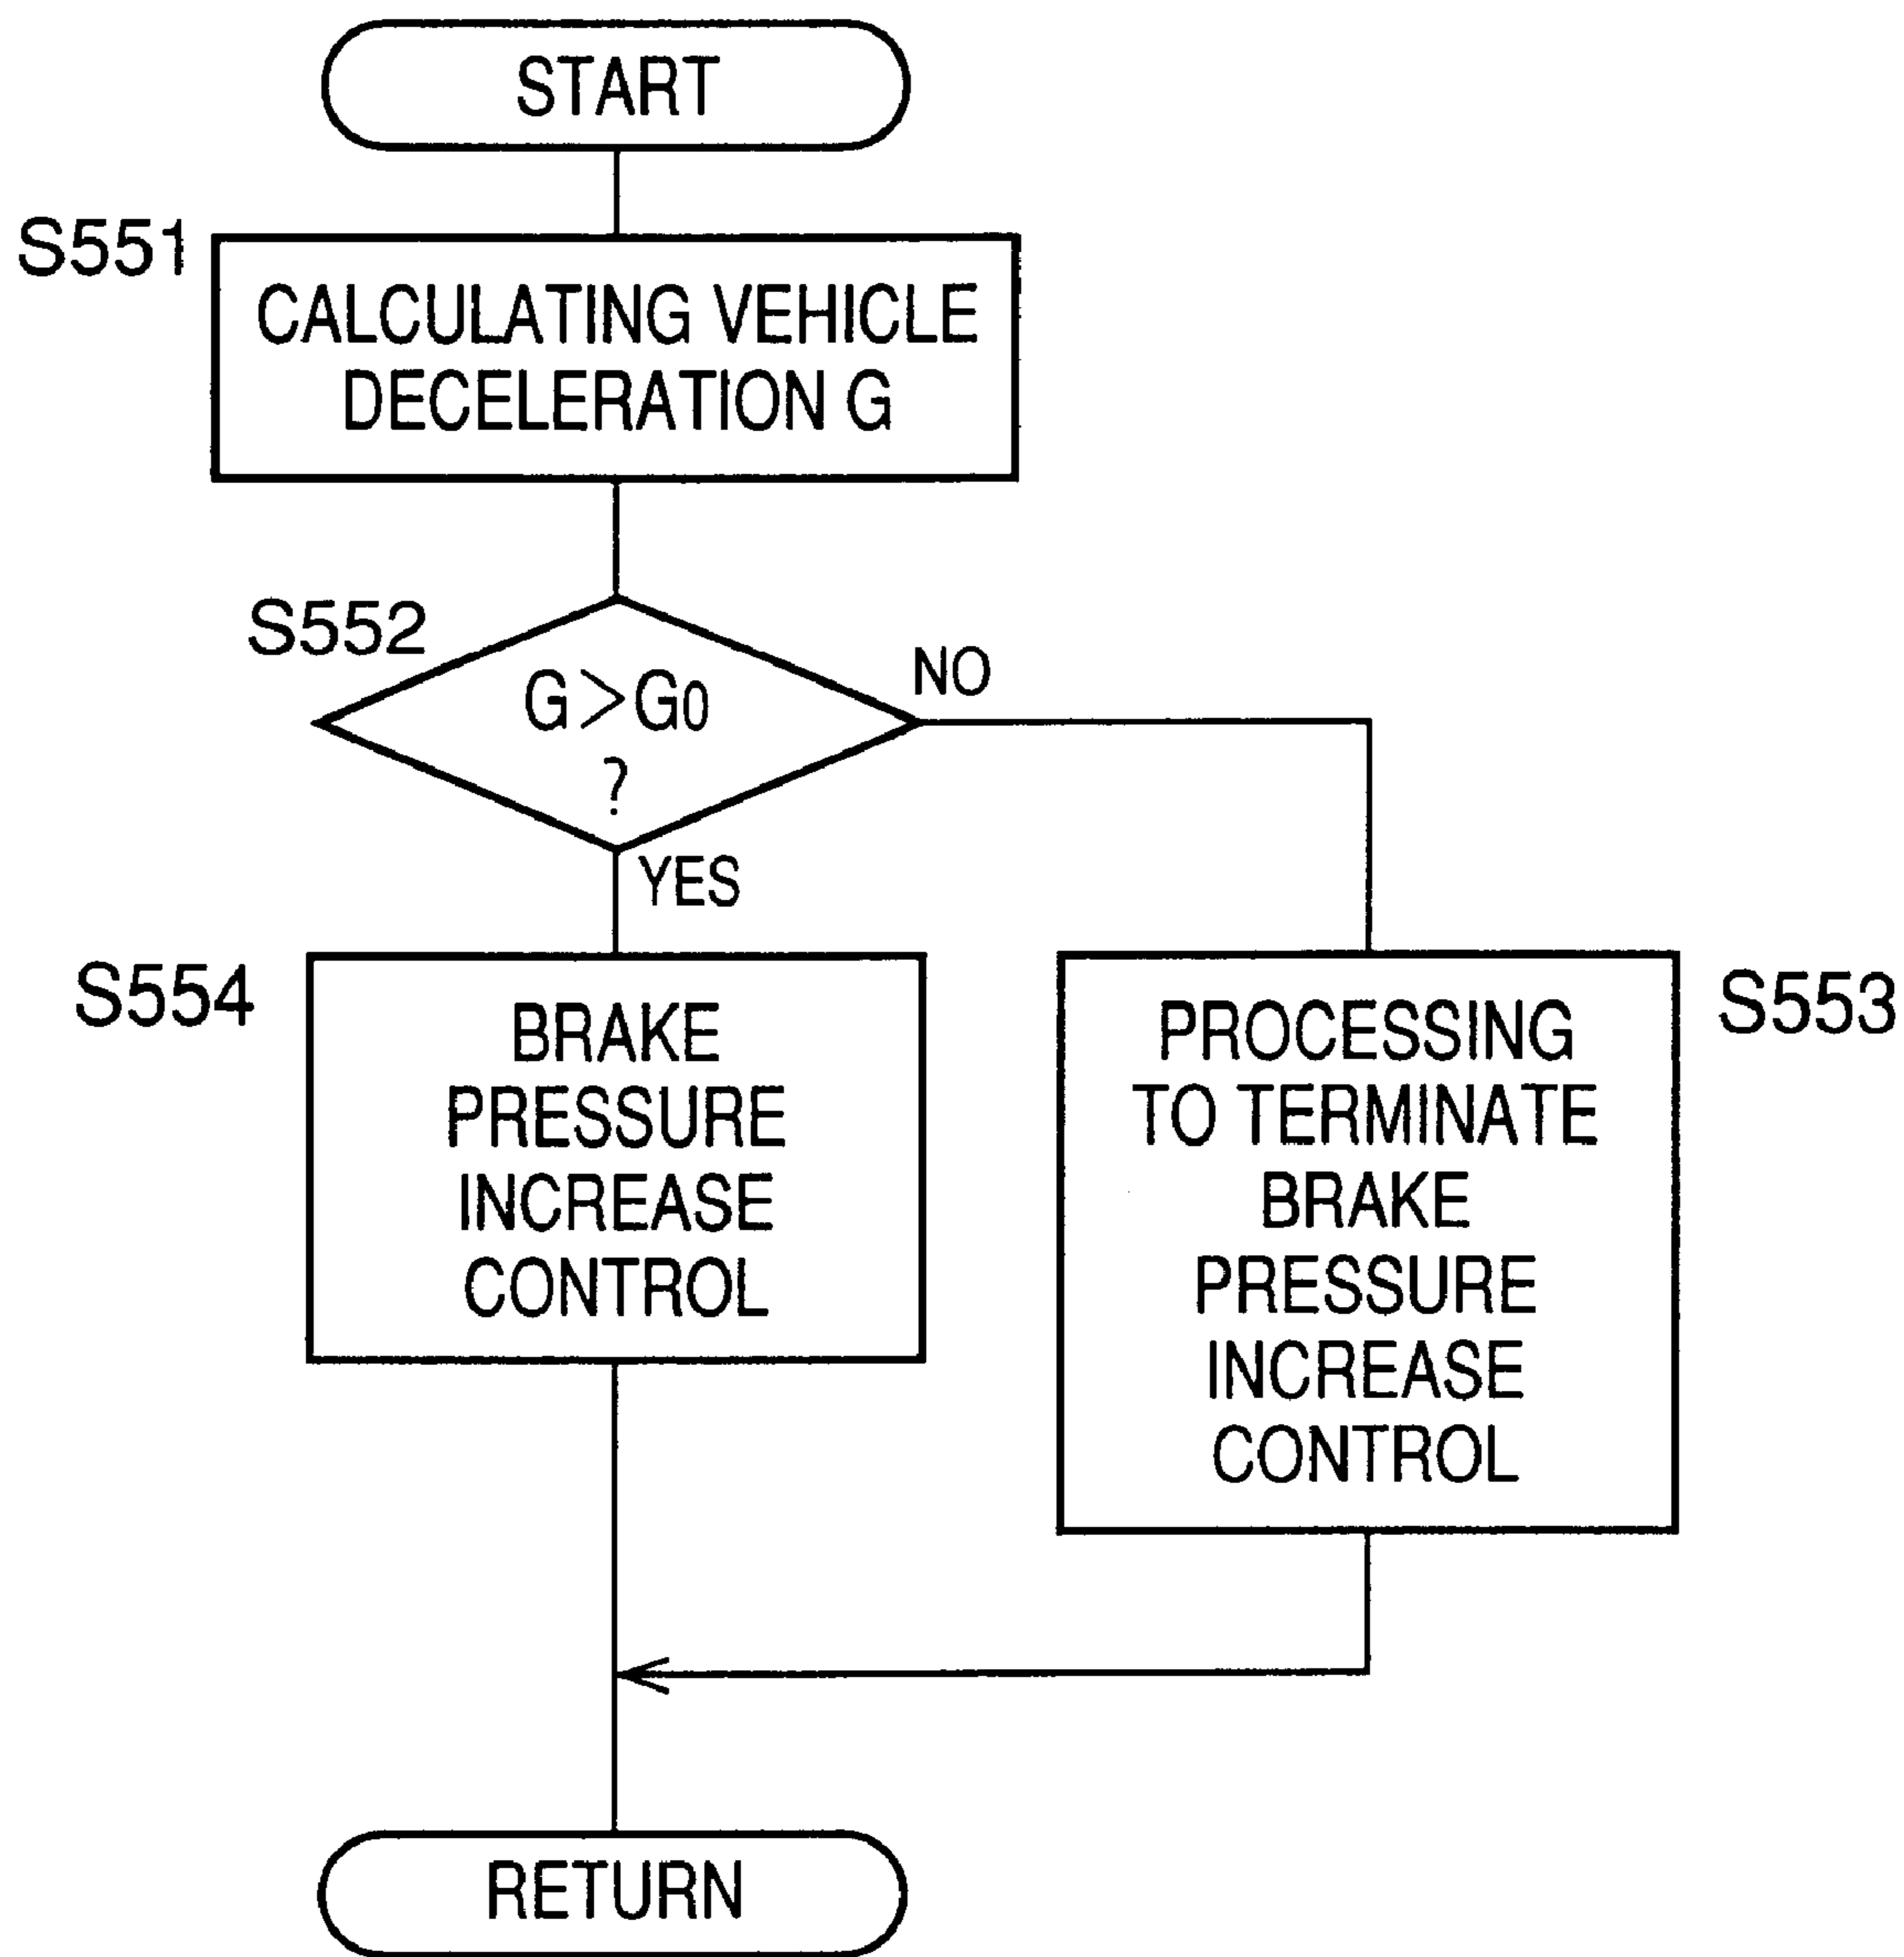 START
S551
CALCULATING VEHICLE
DECELERATION G
S552
G>G0
?
NO
YES
S554
BRAKE
PRESSURE
INCREASE
CONTROL
S553
PROCESSING
TO TERMINATE
BRAKE
PRESSURE
INCREASE
CONTROL
RETURN